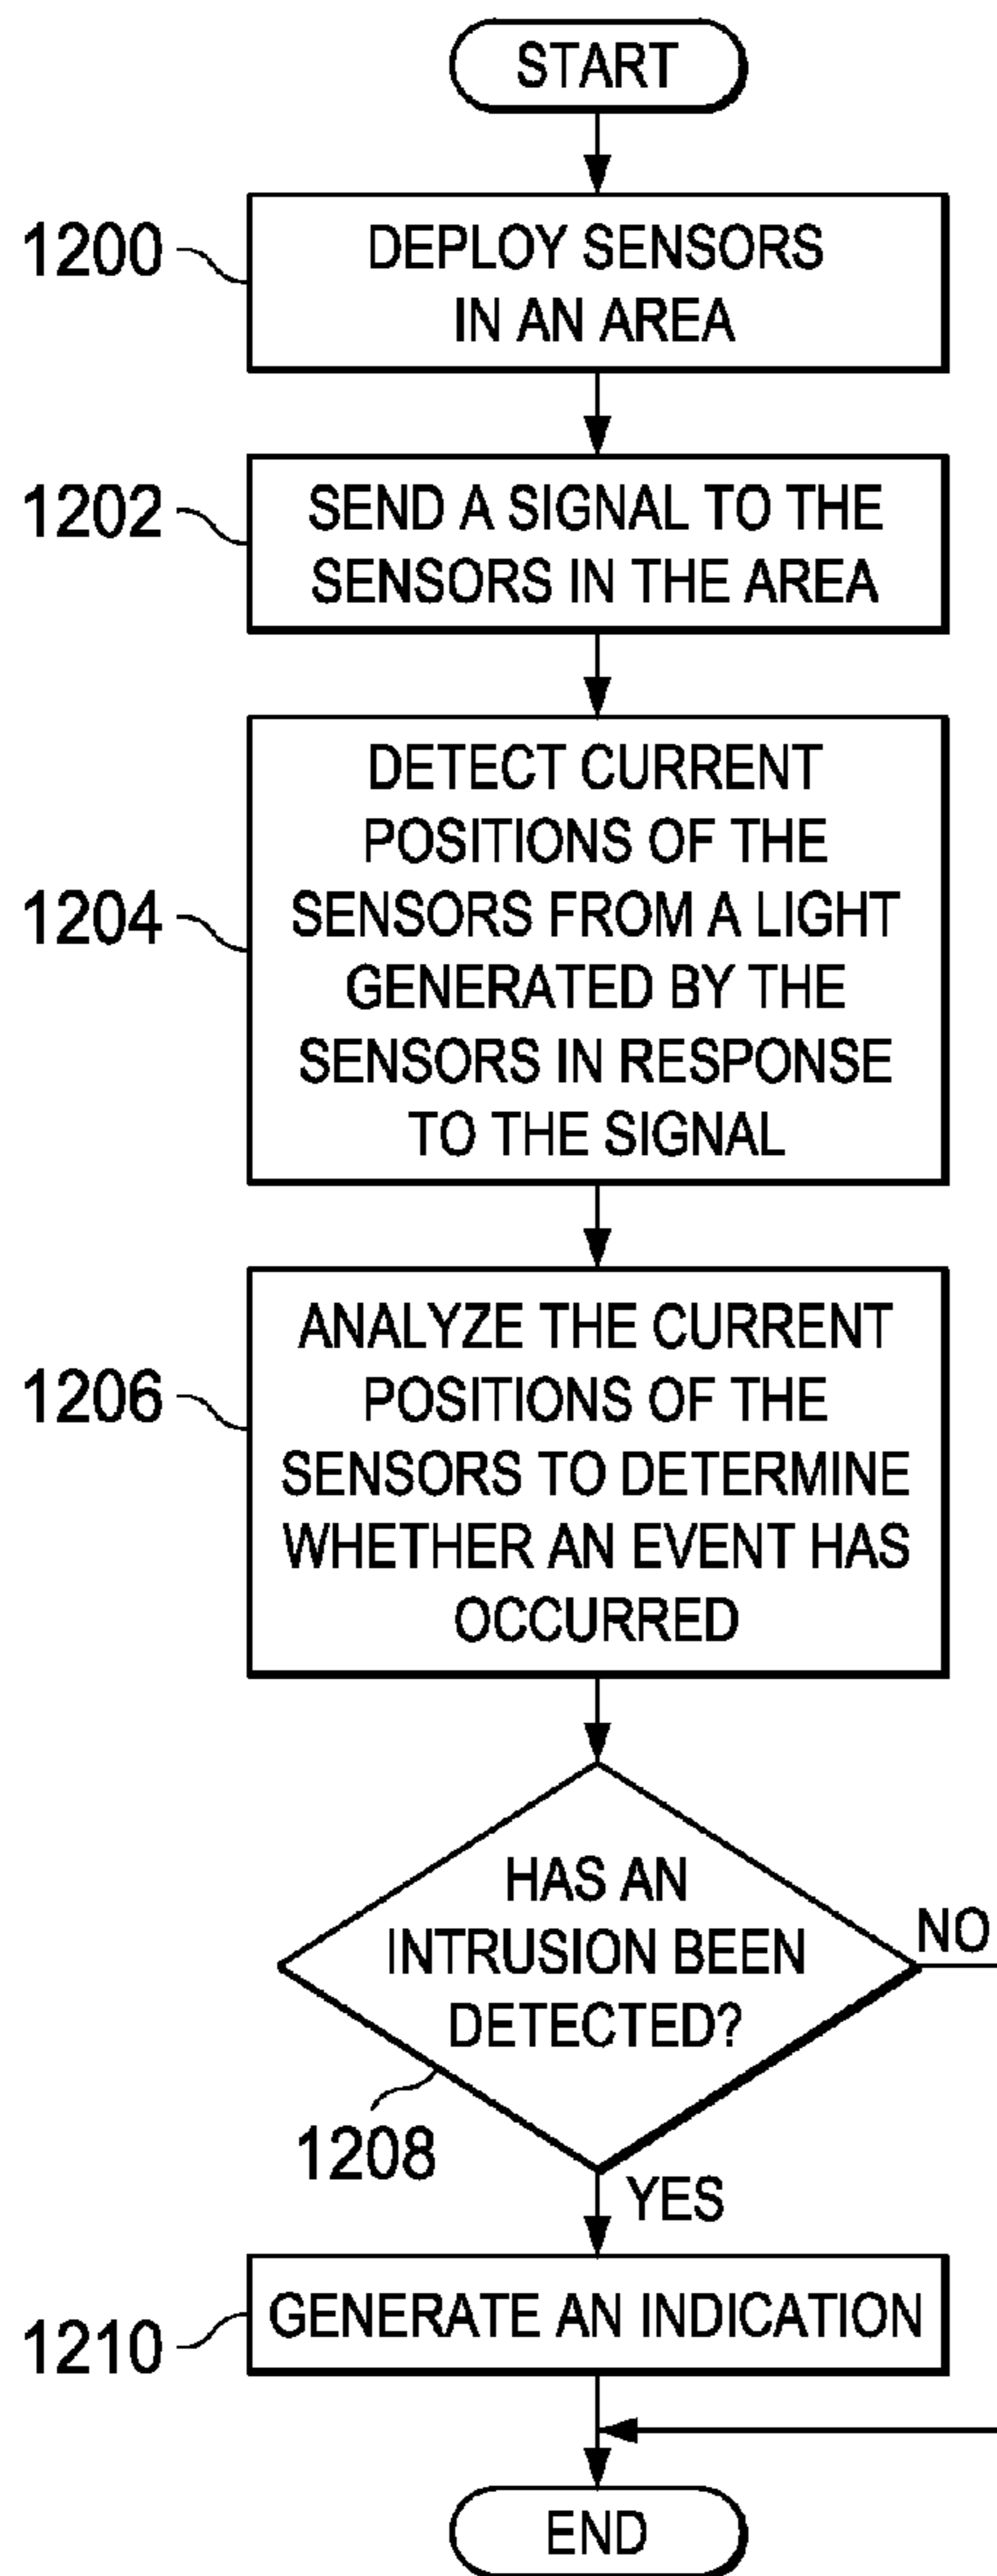 START
1200
DEPLOY SENSORS
IN AN AREA
1202
SEND A SIGNAL TO THE
SENSORS IN THE AREA
1204
DETECT CURRENT
POSITIONS OF THE
SENSORS FROM A LIGHT
GENERATED BY THE
SENSORS IN RESPONSE
TO THE SIGNAL
1206
ANALYZE THE CURRENT
POSITIONS OF THE
SENSORS TO DETERMINE
WHETHER AN EVENT HAS
OCCURRED
HAS AN
INTRUSION BEEN
DETECTED?
NO
1208
YES
1210
GENERATE AN INDICATION
END